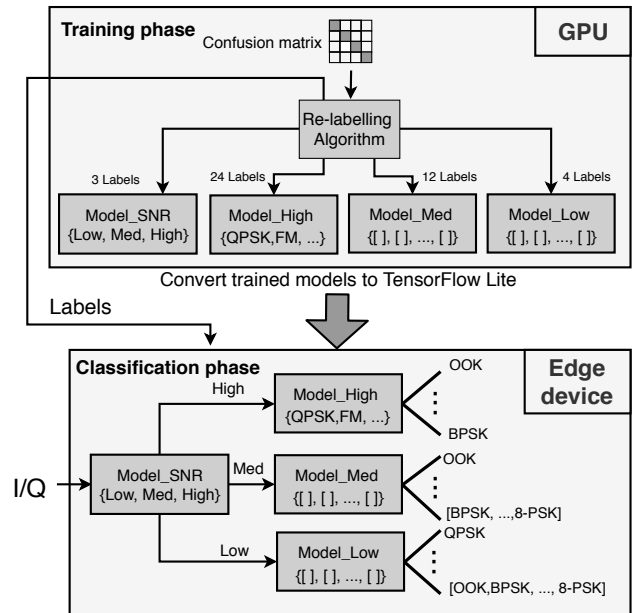 Training phase
GPU
Confusion matrix
Re-labelling
Algorithm
3 Labels
24 Labels
12 Labels
4 Labels
Model_SNR
{Low, Med, High}
Model_High
{QPSK,FM, ...}
Model_Med
{[ ], [ ], ..., [ ]}
Model_Low
{[ ], [ ], ..., [ ]}
Convert trained models to TensorFlow Lite
Labels
Classification phase
Edge
device
High
Model_High
{QPSK,FM, ...}
OOK
⋮
BPSK
I/Q
Model_SNR
{Low, Med, High}
Med
Model_Med
{[ ], [ ], ..., [ ]}
OOK
⋮
[BPSK, ...,8-PSK]
Low
Model_Low
{[ ], [ ], ..., [ ]}
QPSK
⋮
[OOK,BPSK, ..., 8-PSK]